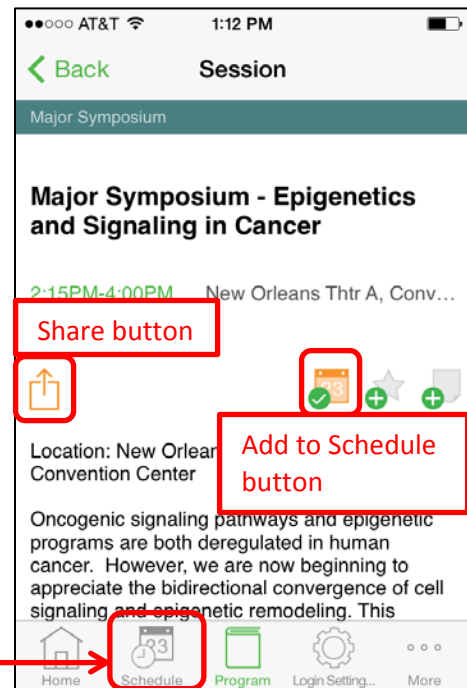 AT&T 1:12 PM
Back Session
Major Symposium
Major Symposium - Epigenetics
and Signaling in Cancer
2:15PM-4:00PM New Orleans Thtr A, Conv...
Share button
23
Add to Schedule
button
Location: New Orlean
Convention Center
Oncogenic signaling pathways and epigenetic
programs are both deregulated in human
cancer. However, we are now beginning to
appreciate the bidirectional convergence of cell
signaling and epigenetic remodeling. This
23
Home Schedule Program Login Setting... More